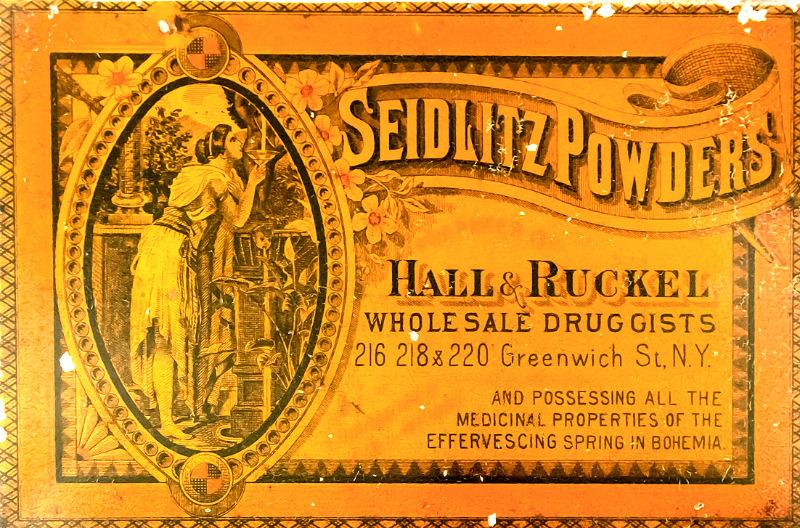 SEIDLITZ POWDERS
HALL & RUCKEL
WHOLESALE DRUGGISTS
216 218 & 220 Greenwich St, N.Y.
AND POSSESSING ALL THE
MEDICINAL PROPERTIES OF THE
EFFERVESCING SPRING IN BOHEMIA.